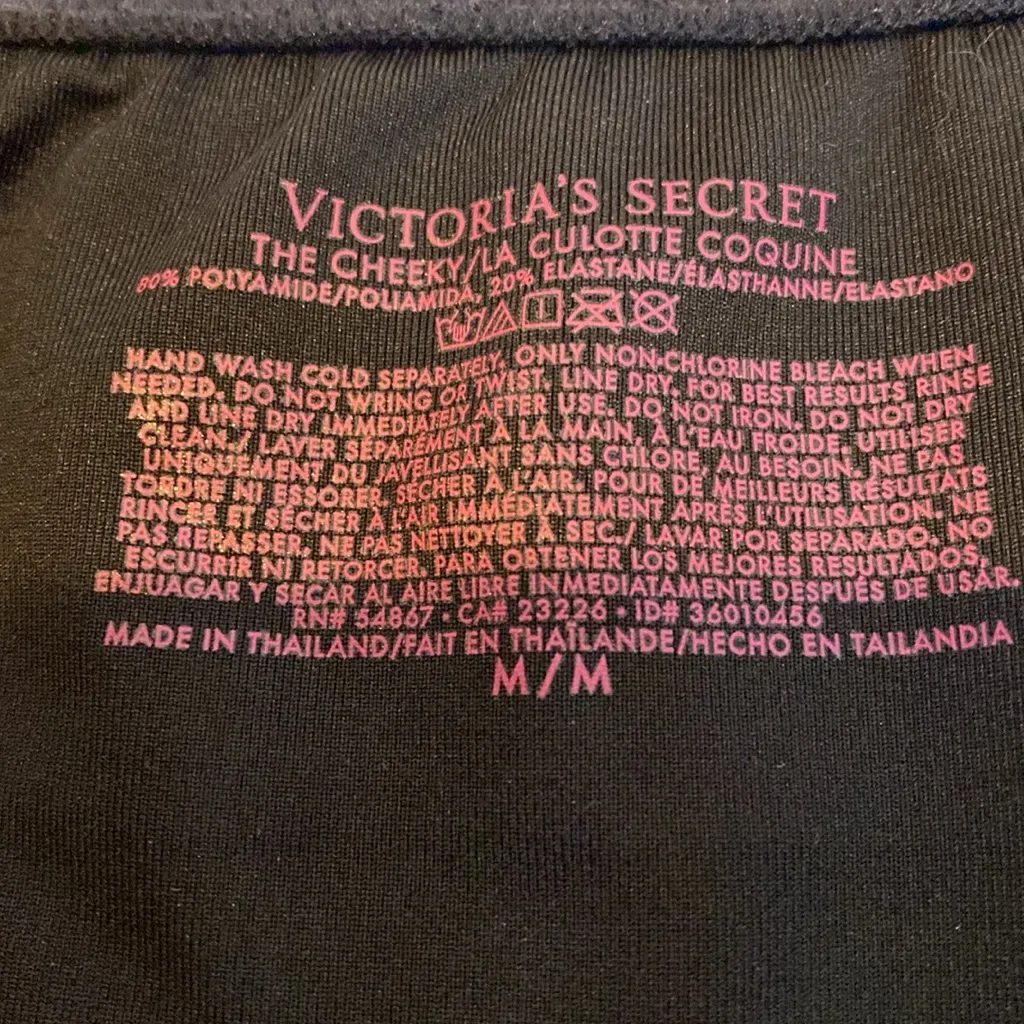 VICTORIA'S SECRET
THE CHEEKY/LA CULOTTE COQUINE
80% POLYAMIDE/POLIAMIDA, 20% ELASTANE/ÉLASTHANNE/ELASTANO
HAND WASH COLD SEPARATELY. ONLY NON-CHLORINE BLEACH WHEN
NEEDED. DO NOT WRING OR TWIST. LINE DRY. FOR BEST RESULTS RINSE
AND LINE DRY IMMEDIATELY AFTER USE. DO NOT IRON. DO NOT DRY
CLEAN./ LAVER SÉPARÉMENT À LA MAIN, À L'EAU FROIDE, UTILISER
UNIQUEMENT DU JAVELLISANT SANS CHLORE, AU BESOIN. NE PAS
TORDRE NI ESSORER. SÉCHER À L'AIR. POUR DE MEILLEURS RÉSULTATS
RINCER ET SÉCHER À L'AIR IMMÉDIATEMENT APRÈS L'UTILISATION. NE
PAS REPASSER. NE PAS NETTOYER À SEC./ LAVAR POR SEPARADO. NO
ESCURRIR NI RETORCER. PARA OBTENER LOS MEJORES RESULTADOS,
ENJUAGAR Y SECAR AL AIRE LIBRE INMEDIATAMENTE DESPUÉS DE USAR.
RN# 54867 • CA# 23226 • ID# 36010456
MADE IN THAILAND/FAIT EN THAÏLANDE/HECHO EN TAILANDIA
M/M